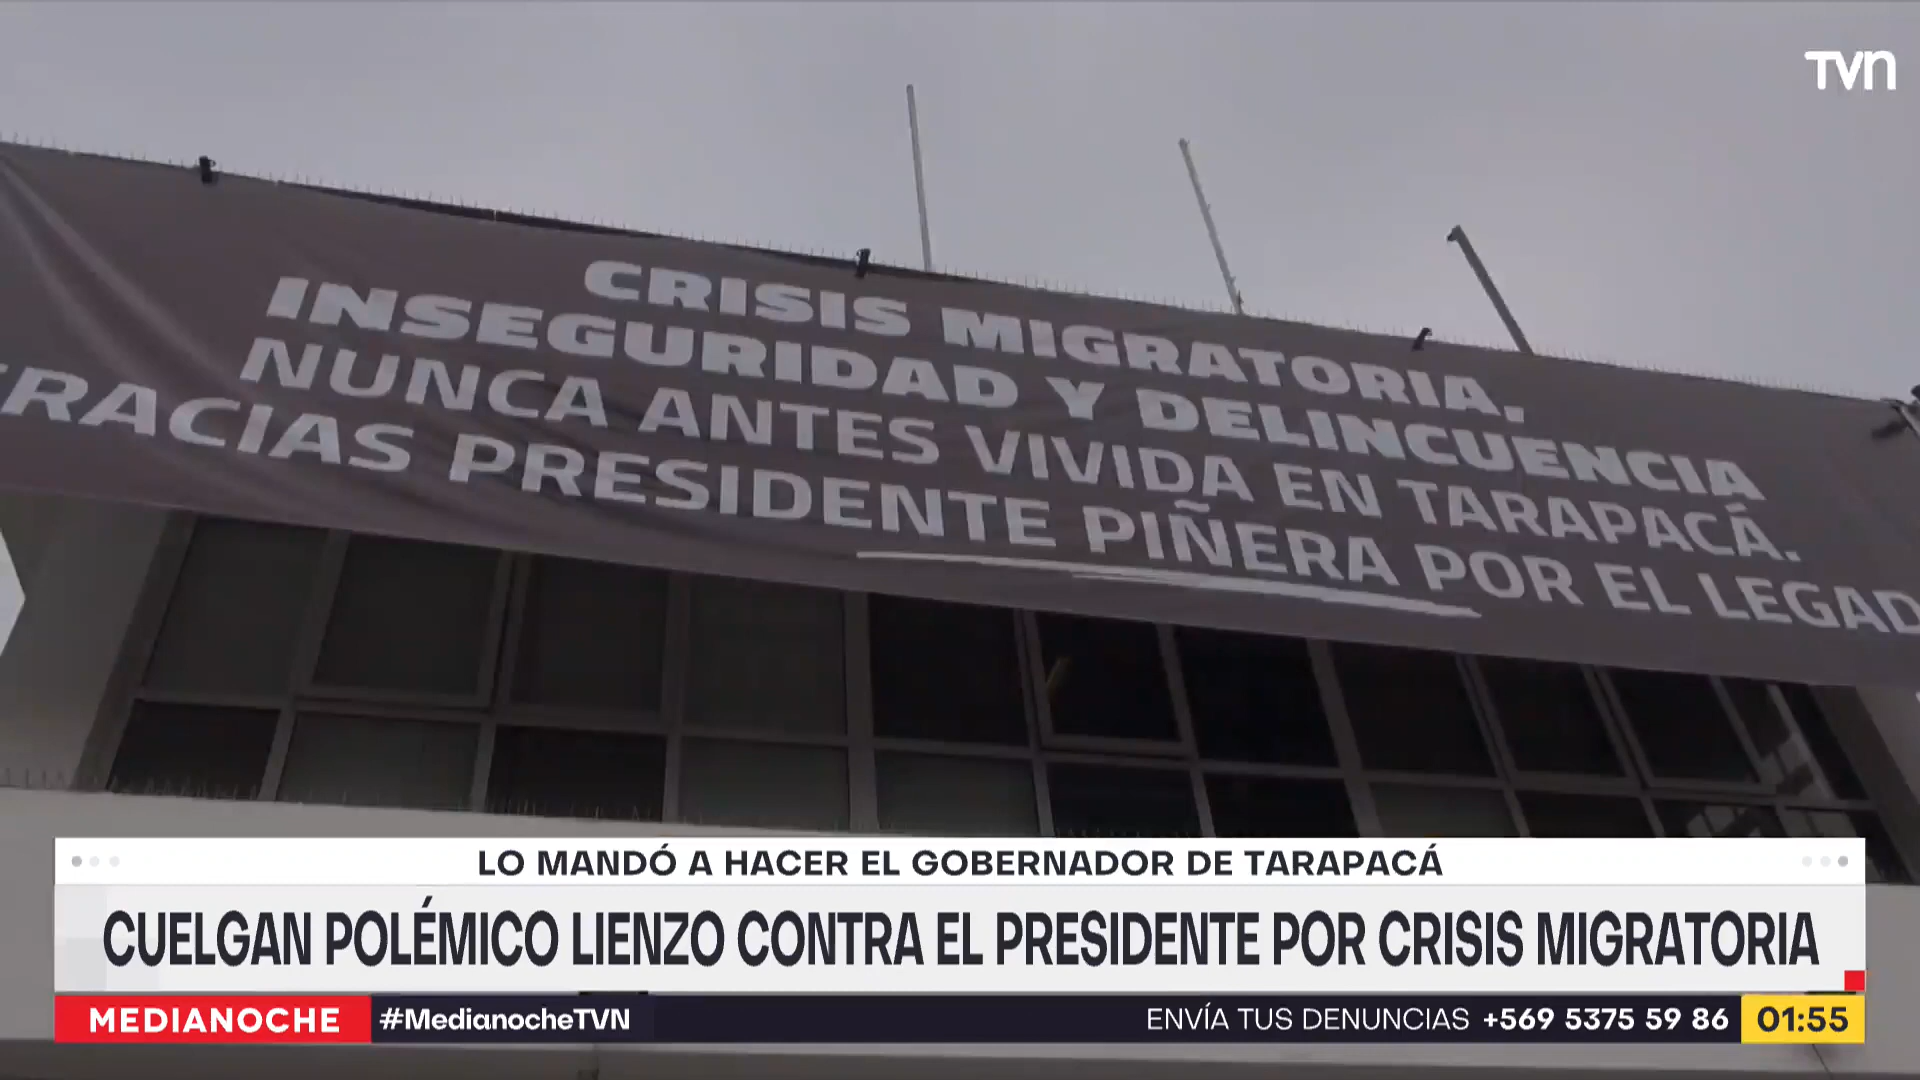 TVN
CRISIS MIGRATORIA.
INSEGURIDAD Y DELINCUENCIA
NUNCA ANTES VIVIDA EN TARAPACÁ.
RACIAS PRESIDENTE PIÑERA POR EL LEGAD
LO MANDÓ A HACER EL GOBERNADOR DE TARAPACÁ
CUELGAN POLÉMICO LIENZO CONTRA EL PRESIDENTE POR CRISIS MIGRATORIA
MEDIANOCHE #MedianocheTVN ENVÍA TUS DENUNCIAS +569 5375 59 86 01:55